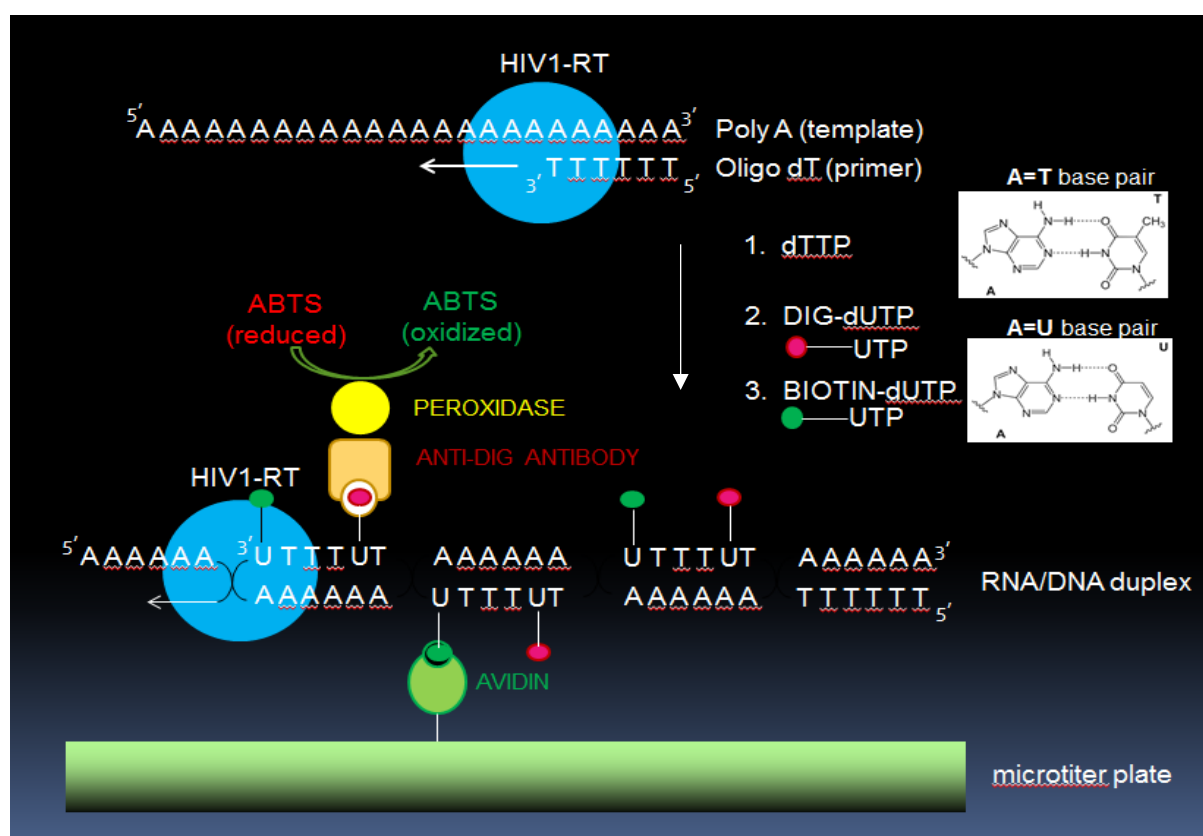 HIV1-RT
5′AAAAAAAAAAAAAAAAAAAAAAAA3′
Poly A (template)
3′TTTTTT5′
Oligo dT (primer)
A=T base pair
H
H
N
H
O
CH3
T
N
N
N
N
N
H
N
N
O
A
1. dTTP
2. DIG-dUTP
UTP
3. BIOTIN-dUTP
UTP
A=U base pair
H
H
N
H
O
U
N
N
N
N
N
H
N
N
O
A
ABTS
(reduced)
ABTS
(oxidized)
PEROXIDASE
ANTI-DIG ANTIBODY
HIV1-RT
5′AAAAAA 3′UTTTUT AAAAAA UTTTUT AAAAAA3′
AAAAAA UTTTUT AAAAAA TTTTTT5′
RNA/DNA duplex
AVIDIN
microtiter plate